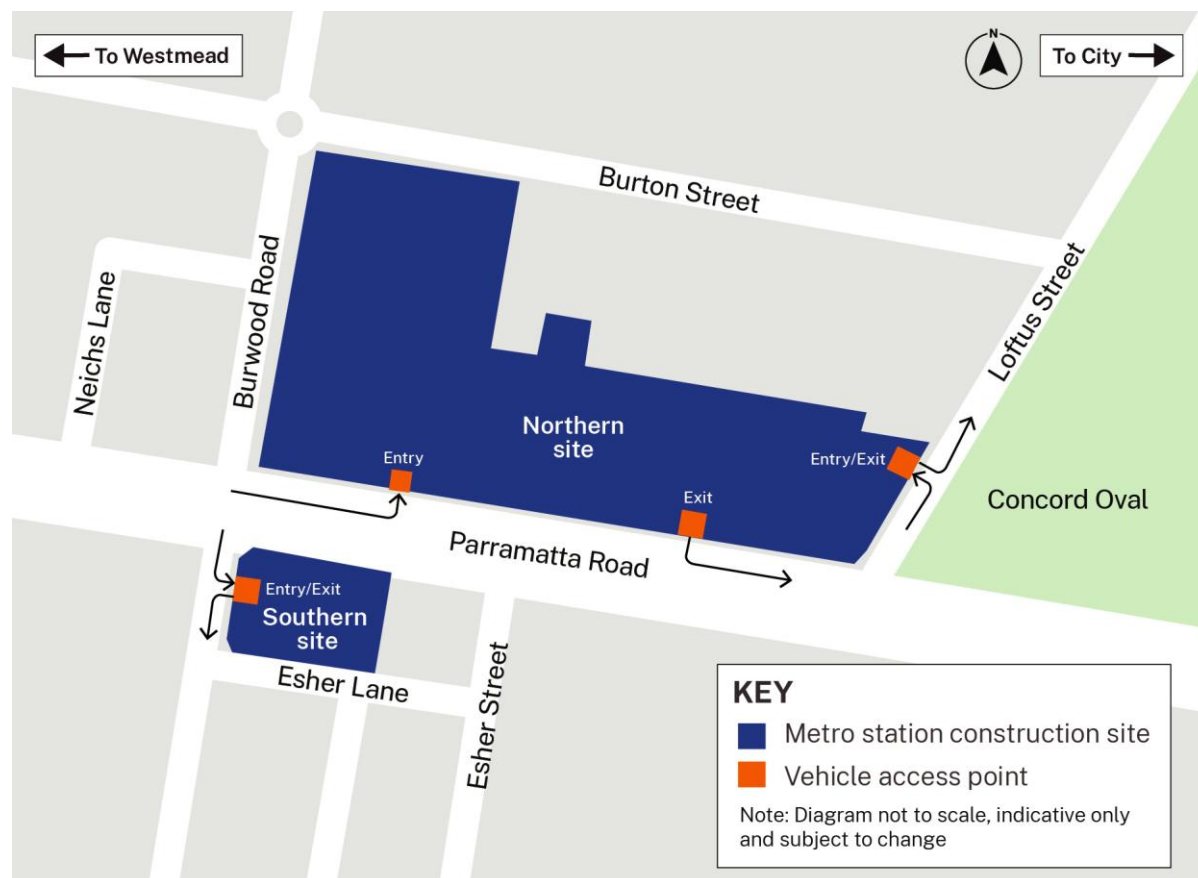 To Westmead
N
To City
Burton Street
Neichs Lane
Burwood Road
Loftus Street
Northern
site
Entry
Entry/Exit
Exit
Concord Oval
Parramatta Road
Entry/Exit
Southern
site
Esher Lane
Esher Street
KEY
Metro station construction site
Vehicle access point
Note: Diagram not to scale, indicative only
and subject to change